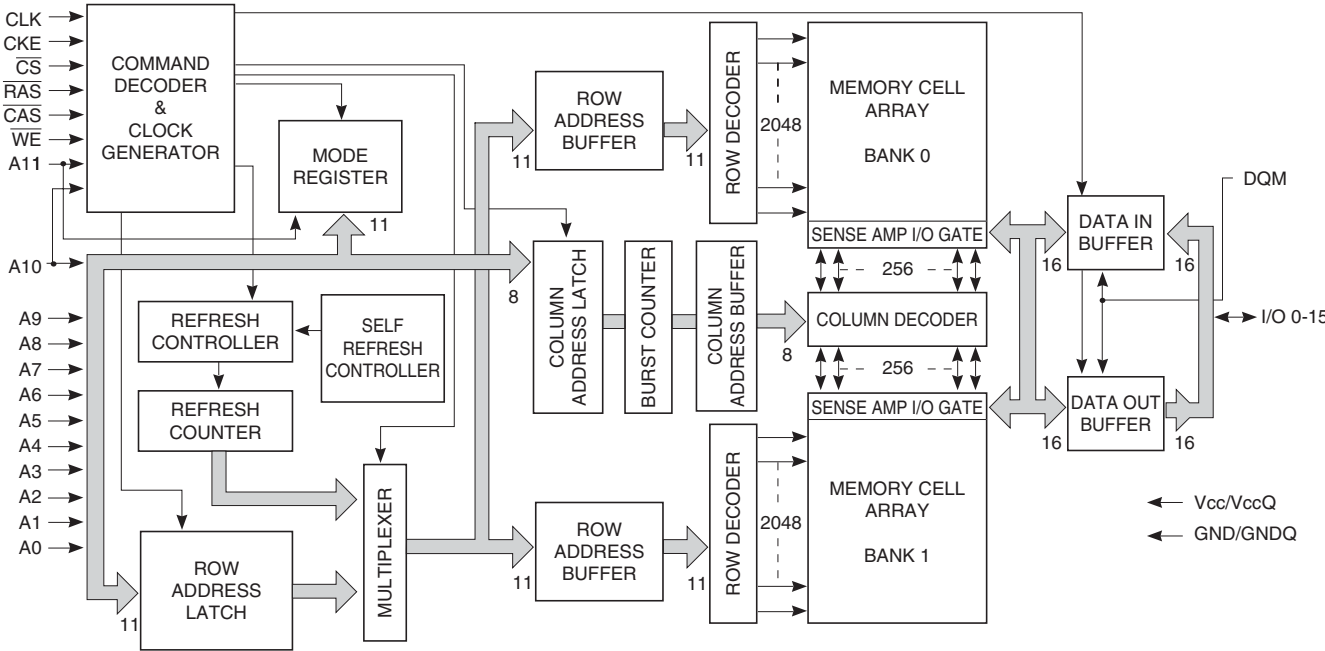 CLK
CKE
CS
RAS
CAS
WE
A11
A10
A9
A8
A7
A6
A5
A4
A3
A2
A1
A0
COMMAND
DECODER
&
CLOCK
GENERATOR
MODE
REGISTER
11
REFRESH
CONTROLLER
SELF
REFRESH
CONTROLLER
REFRESH
COUNTER
ROW
ADDRESS
LATCH
11
MULTIPLEXER
ROW
ADDRESS
BUFFER
11
11
ROW DECODER
2048
MEMORY CELL
ARRAY
BANK 0
SENSE AMP I/O GATE
256
COLUMN
ADDRESS LATCH
8
BURST COUNTER
COLUMN
ADDRESS BUFFER
8
COLUMN DECODER
256
SENSE AMP I/O GATE
MEMORY CELL
ARRAY
BANK 1
ROW
ADDRESS
BUFFER
11
11
ROW DECODER
2048
DQM
DATA IN
BUFFER
16
16
I/O 0-15
DATA OUT
BUFFER
16
16
Vcc/VccQ
GND/GNDQ